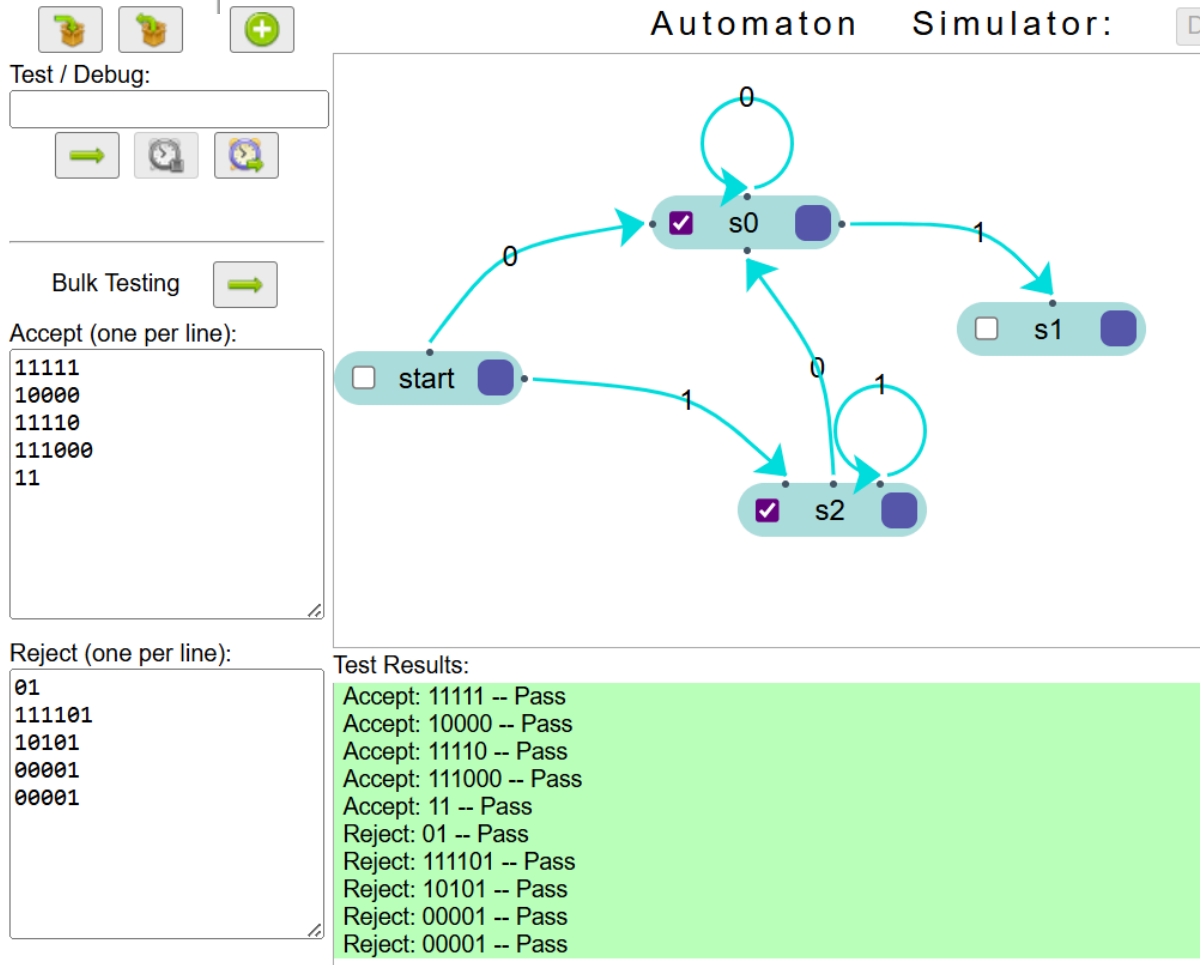 Automaton Simulator:
D
Test / Debug:
Bulk Testing
Accept (one per line):
11111
10000
11110
111000
11
Reject (one per line):
01
111101
10101
00001
00001
0
s0
1
0
s1
start
1
0
1
s2
Test Results:
Accept: 11111 -- Pass
Accept: 10000 -- Pass
Accept: 11110 -- Pass
Accept: 111000 -- Pass
Accept: 11 -- Pass
Reject: 01 -- Pass
Reject: 111101 -- Pass
Reject: 10101 -- Pass
Reject: 00001 -- Pass
Reject: 00001 -- Pass